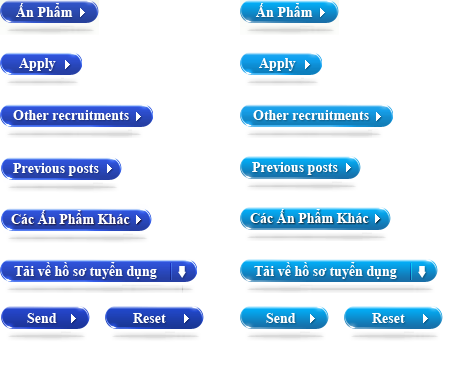 Ấn Phẩm Ấn Phẩm
Apply Apply
Other recruitments Other recruitments
Previous posts Previous posts
Các Ấn Phẩm Khác Các Ấn Phẩm Khác
Tải về hồ sơ tuyển dụng Tải về hồ sơ tuyển dụng
Send Reset Send Reset